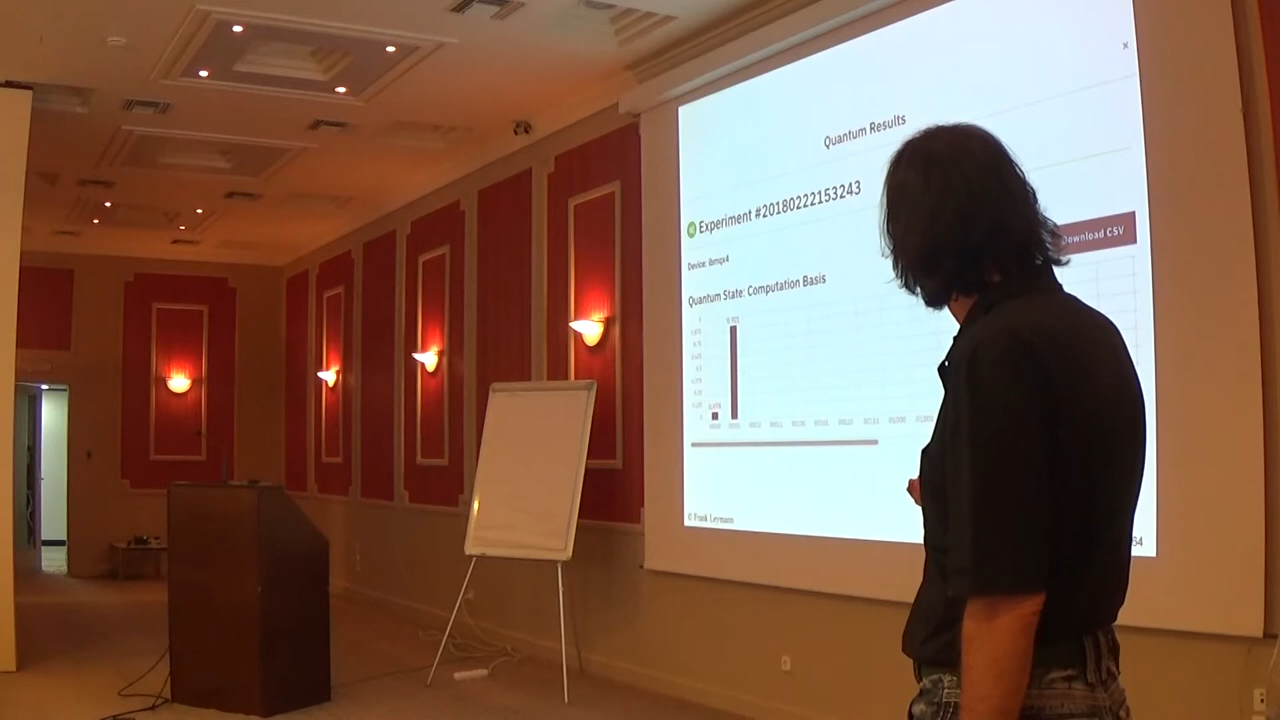 ×
Quantum Results
Experiment #20180222153243
Download CSV
Device: ibmqx4
Quantum State: Computation Basis
© Frank Leymann